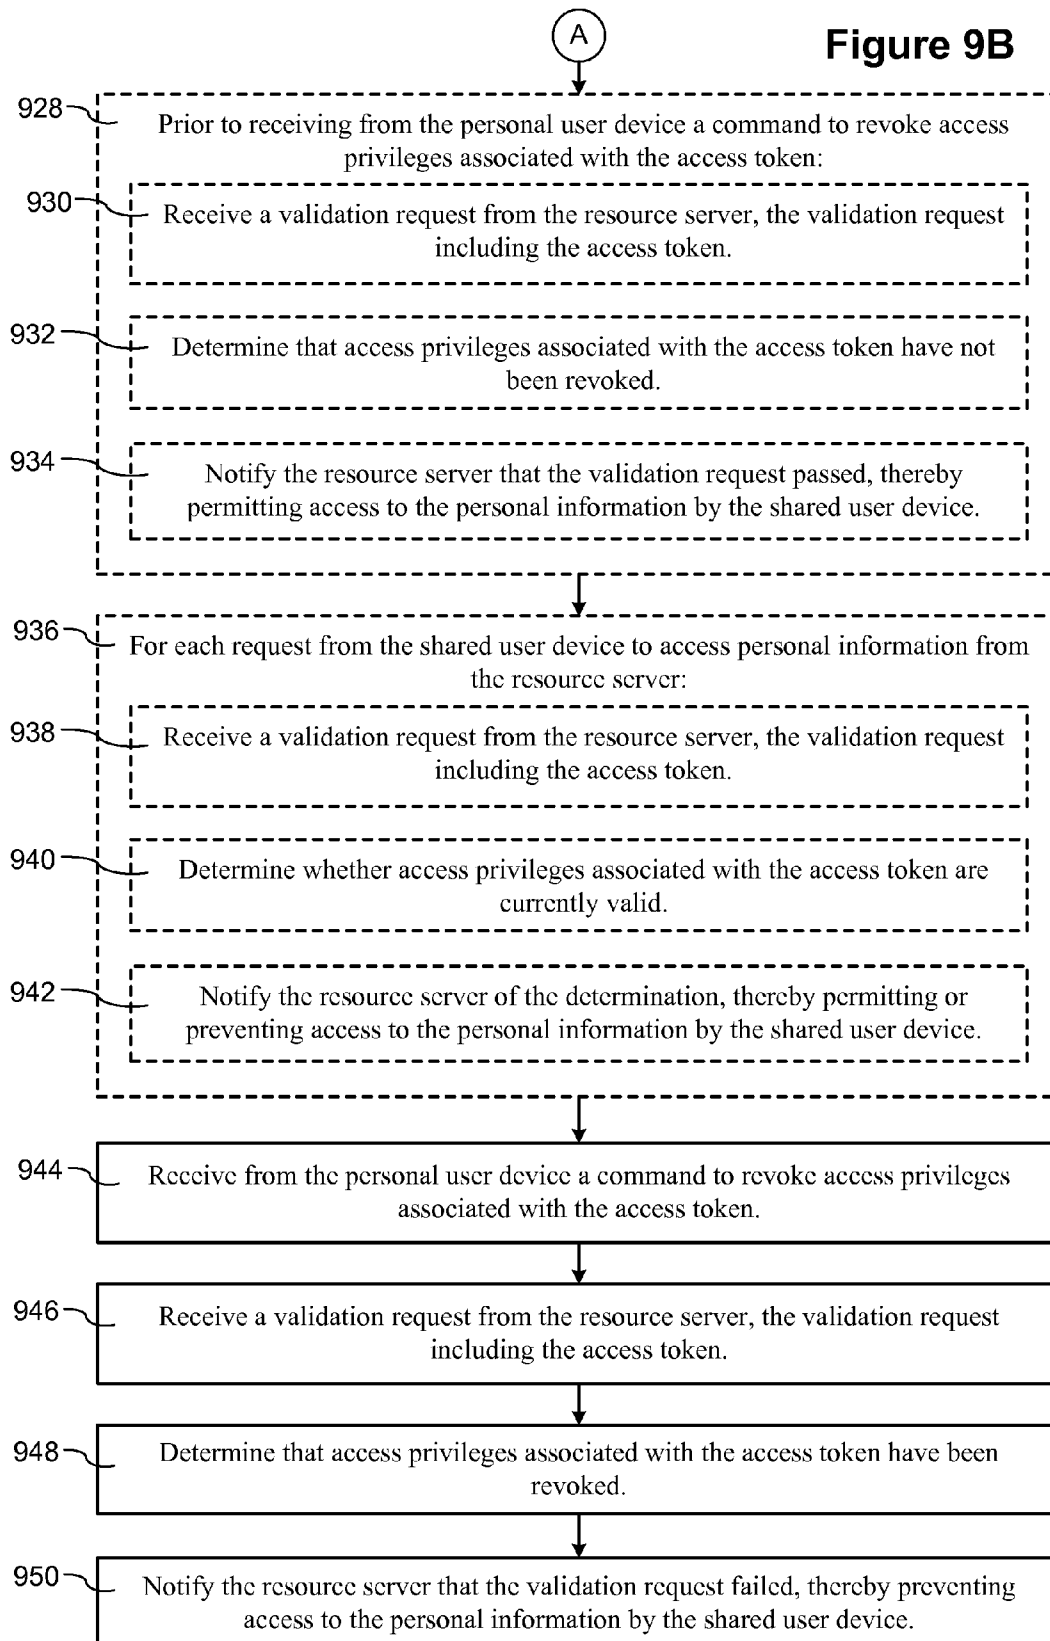 A
Figure 9B
928
Prior to receiving from the personal user device a command to revoke access
privileges associated with the access token:
930
Receive a validation request from the resource server, the validation request
including the access token.
932
Determine that access privileges associated with the access token have not
been revoked.
934
Notify the resource server that the validation request passed, thereby
permitting access to the personal information by the shared user device.
936
For each request from the shared user device to access personal information from
the resource server:
938
Receive a validation request from the resource server, the validation request
including the access token.
940
Determine whether access privileges associated with the access token are
currently valid.
942
Notify the resource server of the determination, thereby permitting or
preventing access to the personal information by the shared user device.
944
Receive from the personal user device a command to revoke access privileges
associated with the access token.
946
Receive a validation request from the resource server, the validation request
including the access token.
948
Determine that access privileges associated with the access token have been
revoked.
950
Notify the resource server that the validation request failed, thereby preventing
access to the personal information by the shared user device.